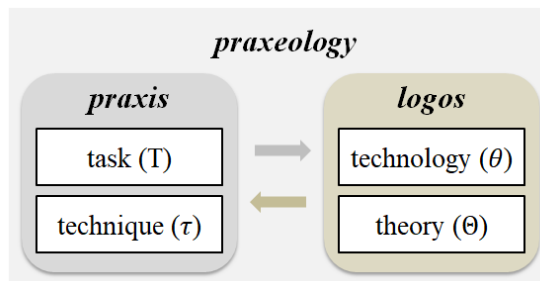 praxeology
praxis
task (T)
technique (τ)
logos
technology (θ)
theory (Θ)